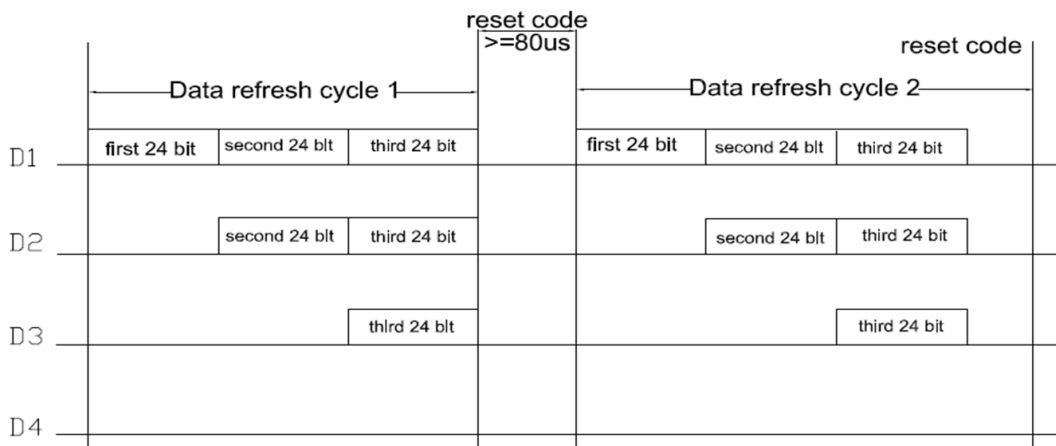 reset code
>=80us
reset code
Data refresh cycle 1
Data refresh cycle 2
D1
first 24 bit
second 24 blt
third 24 bit
first 24 bit
second 24 blt
third 24 bit
D2
second 24 blt
third 24 bit
second 24 blt
third 24 bit
D3
thlrd 24 blt
third 24 bit
D4